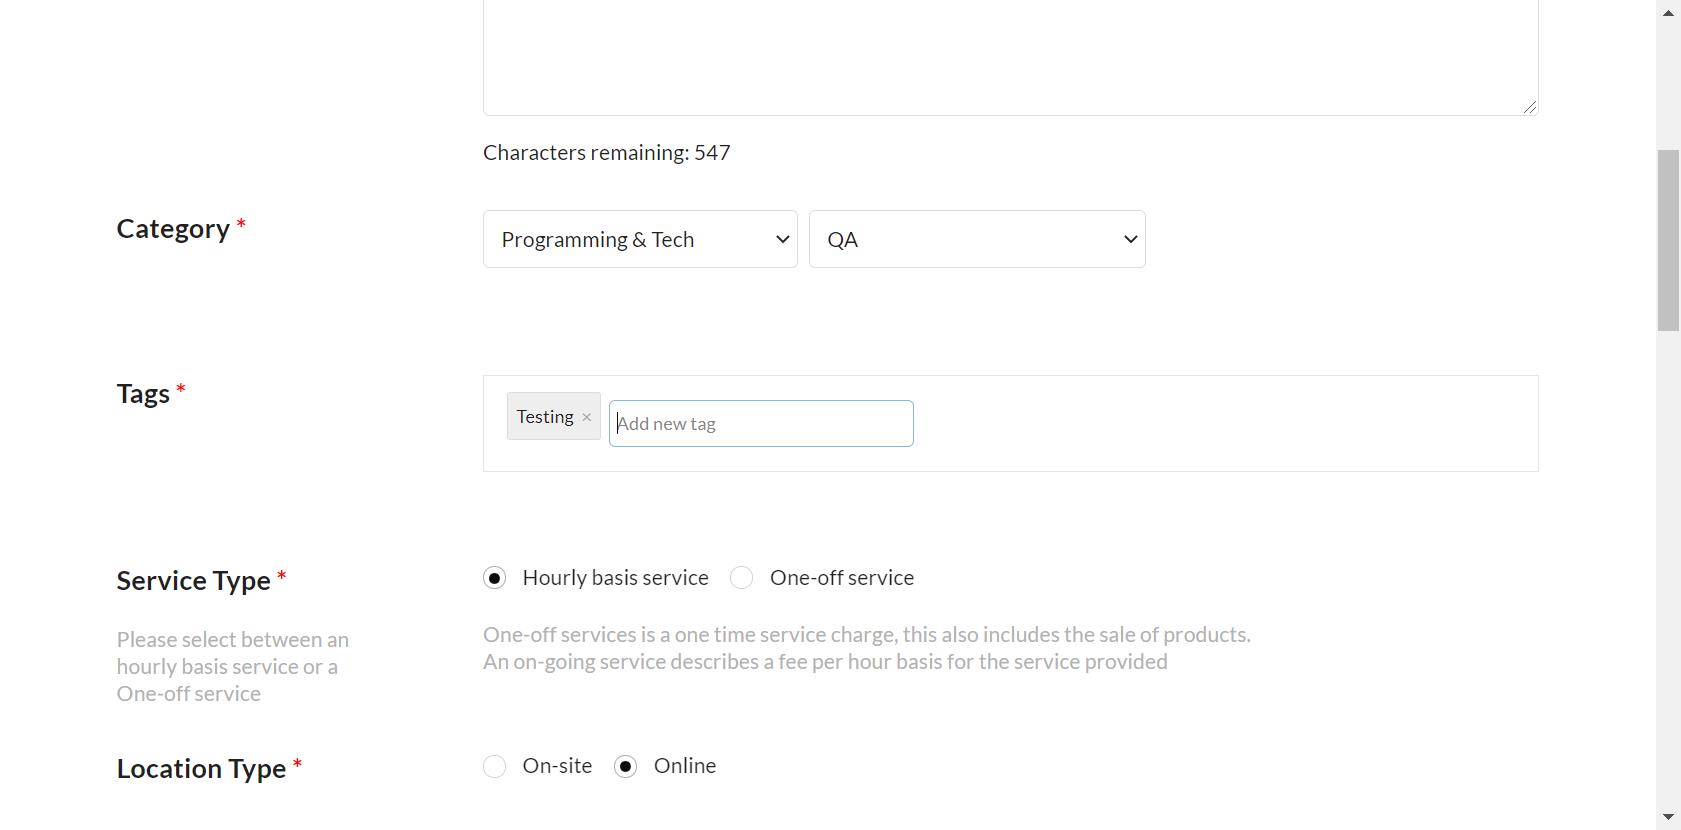 Characters remaining: 547
Category *
Programming & Tech
QA
Tags *
Testing ×
Add new tag
Service Type *
Hourly basis service
One-off service
Please select between an
hourly basis service or a
One-off service
One-off services is a one time service charge, this also includes the sale of products.
An on-going service describes a fee per hour basis for the service provided
Location Type *
On-site
Online